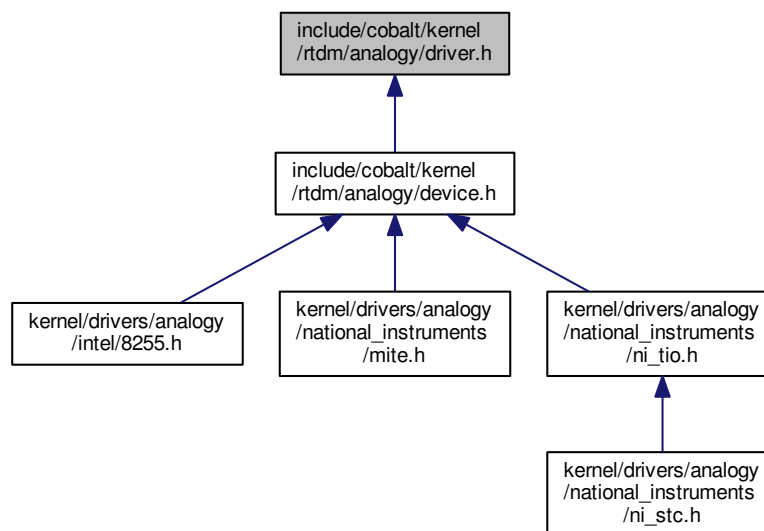 include/cobalt/kernel
/rtdm/analogy/driver.h
include/cobalt/kernel
/rtdm/analogy/device.h
kernel/drivers/analogy
/intel/8255.h
kernel/drivers/analogy
/national_instruments
/mite.h
kernel/drivers/analogy
/national_instruments
/ni_tio.h
kernel/drivers/analogy
/national_instruments
/ni_stc.h